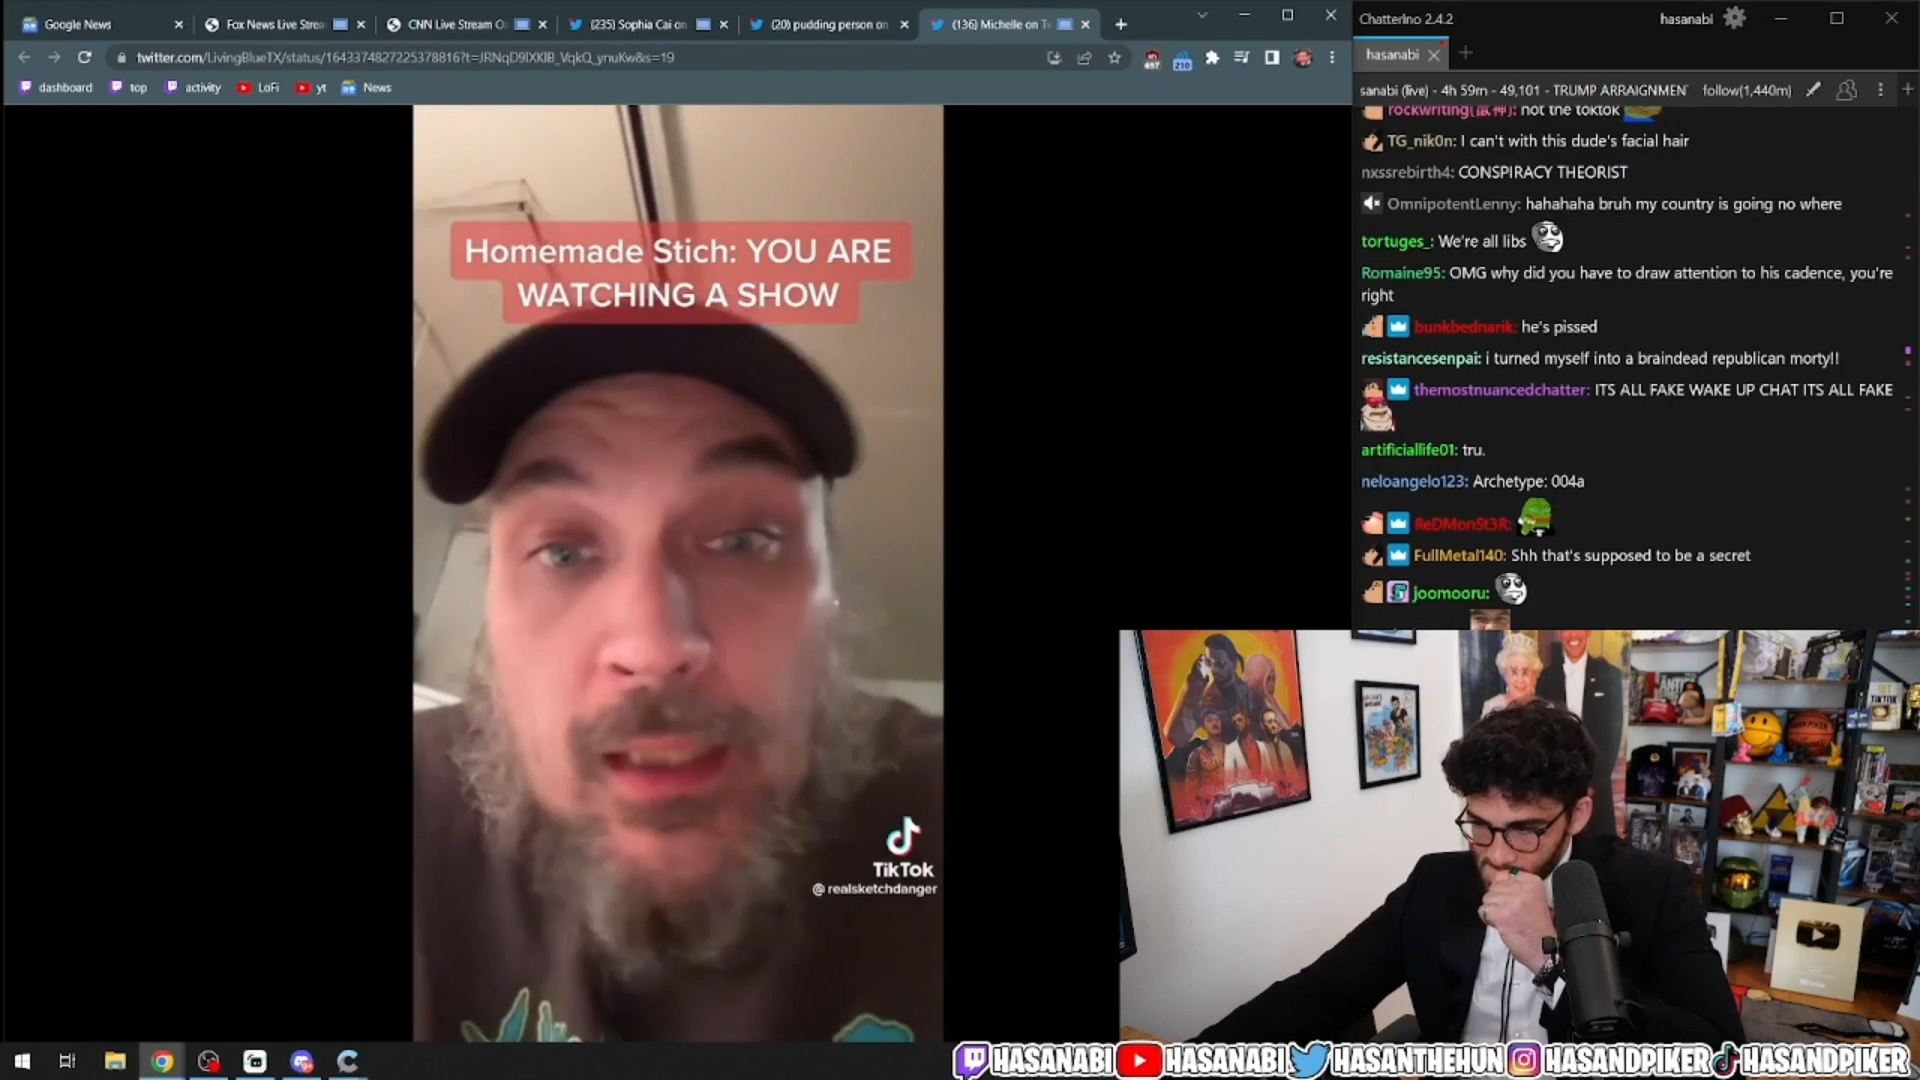 Google News
Fox News Live Strea
CNN Live Stream O
(235) Sophia Cai on
(20) pudding person on
(136) Michelle on Tw
twitter.com/LivingBlueTX/status/1643374827225378816?t=JRNqD9lXKlB_VqkQ_ynuKw&s=19
697
210
dashboard
top
activity
LoFi
yt
News
Homemade Stich: YOU ARE
WATCHING A SHOW
TikTok
@realsketchdanger
Chatterino 2.4.2
hasanabi
hasanabi
sanabi (live) - 4h 59m - 49,101 - TRUMP ARRAIGNMEN
follow(1,440m)
not the toktok
TG_nik0n: I can't with this dude's facial hair
nxssrebirth4: CONSPIRACY THEORIST
OmnipotentLenny: hahahaha bruh my country is going no where
tortuges_: We're all libs
Romaine95: OMG why did you have to draw attention to his cadence, you're
right
bunkbednarik: he's pissed
resistancesenpai: i turned myself into a braindead republican morty!!
themostnuancedchatter: ITS ALL FAKE WAKE UP CHAT ITS ALL FAKE
artificiallife01: tru.
neloangelo123: Archetype: 004a
ReDMonSt3R:
FullMetal140: Shh that's supposed to be a secret
joomooru:
HASANABI
HASANABI
HASANTHEHUN
HASANDPIKER
HASANDPIKER